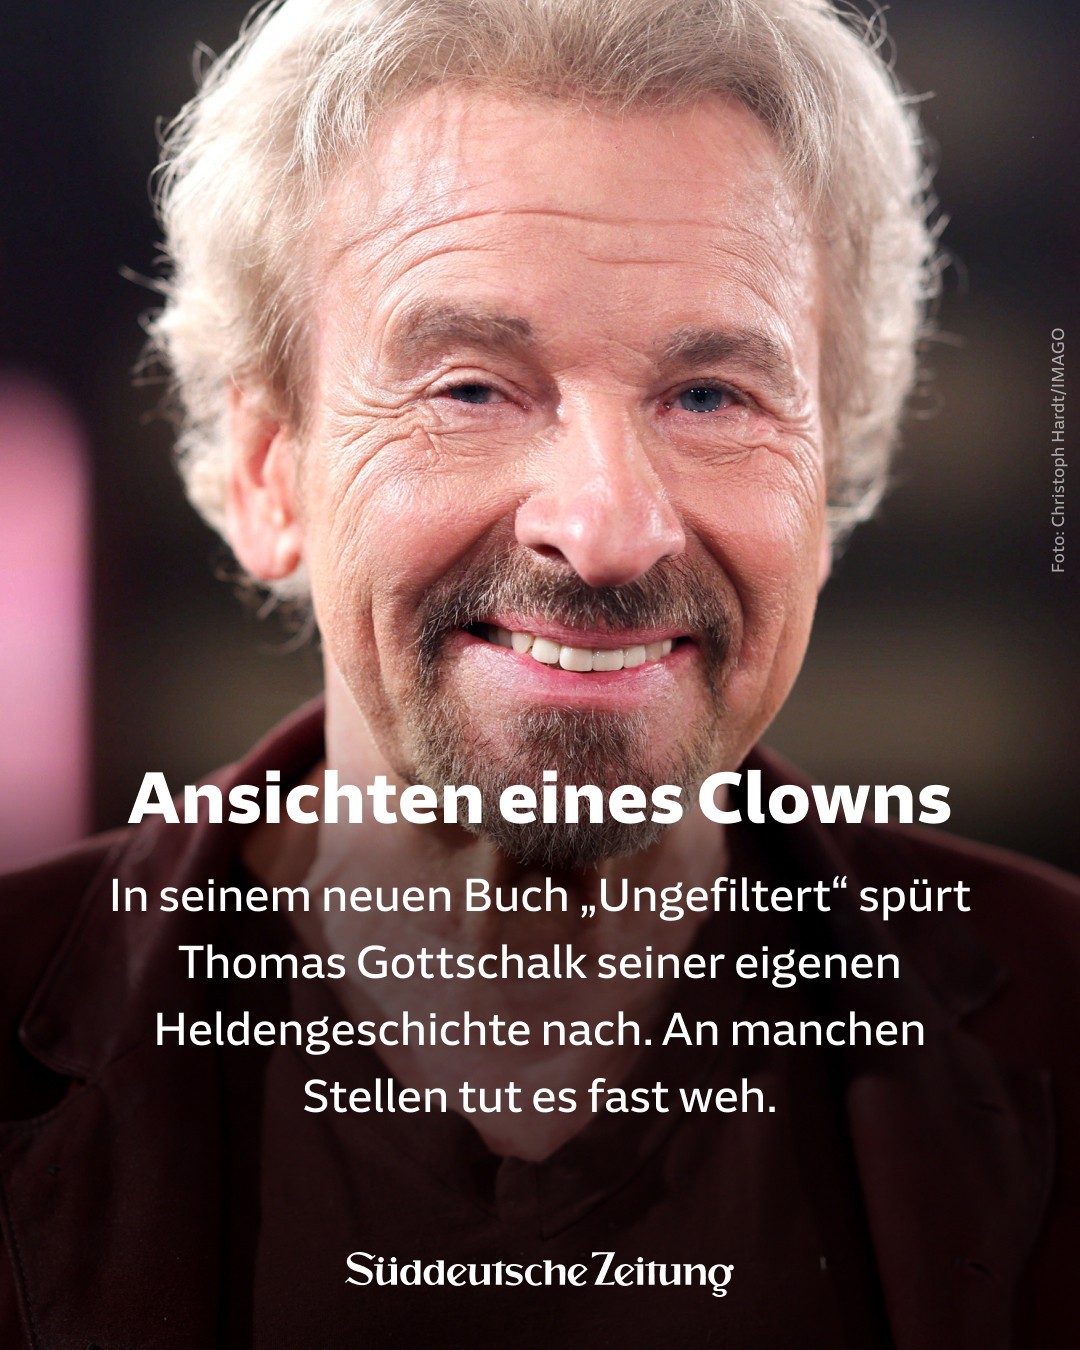 Foto: Christoph Hardt/IMAGO
Ansichten eines Clowns
In seinem neuen Buch „Ungefiltert“ spürt
Thomas Gottschalk seiner eigenen
Heldengeschichte nach. An manchen
Stellen tut es fast weh.
Süddeutsche Zeitung